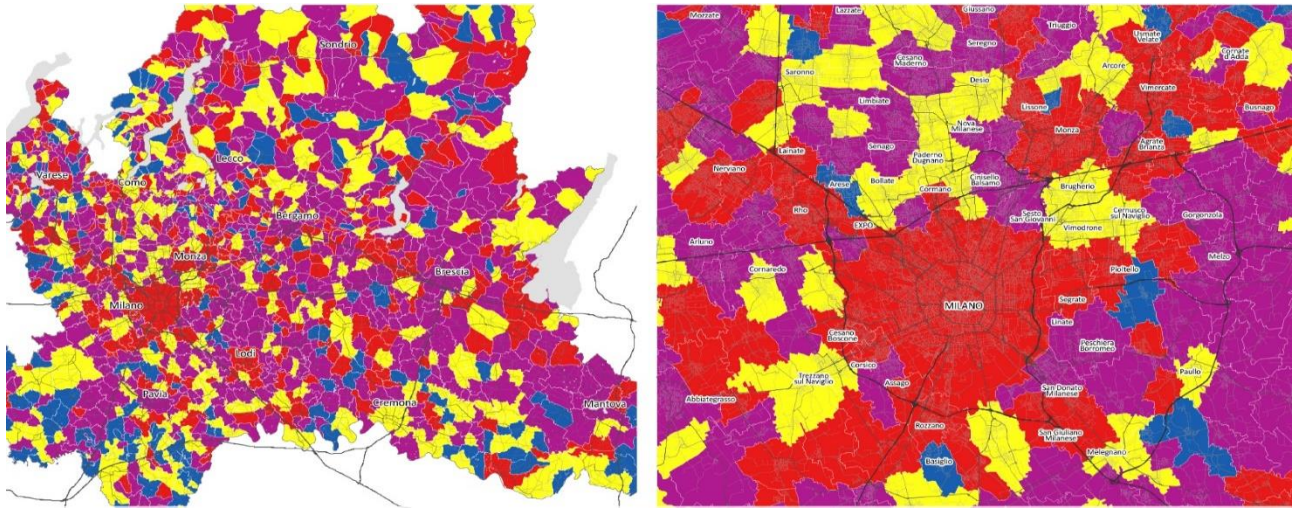 Sondrio
Lecco
Varese
Como
Bergamo
Monza
Brescia
Milano
Lodi
Pavia
Cremona
Mantova
Mozzate
Lazzate
Giussano
Triuggio
Usmate
Velate
Seregno
Cesano
Maderno
Cornate
d'Adda
Saronno
Desio
Arcore
Limbiate
Lissone
Vimercate
Busnago
Nova
Milanese
Monza
Lainate
Senago
Agrate
Brianza
Nerviano
Paderno
Dugnano
Arese
Bollate
Cinisello
Balsamo
Brugherio
Cormano
Rho
Sesto
San Giovanni
Cernusco
sul Naviglio
Gorgonzola
EXPO
Vimodrone
Arluno
Melzo
Cornaredo
Pioltello
MILANO
Segrate
Linate
Cesano
Boscone
Peschiera
Borromeo
Corsico
Trezzano
sul Naviglio
Paullo
Assago
San Donato
Milanese
Abbiategrasso
Rozzano
San Giuliano
Milanese
Melegnano
Basiglio